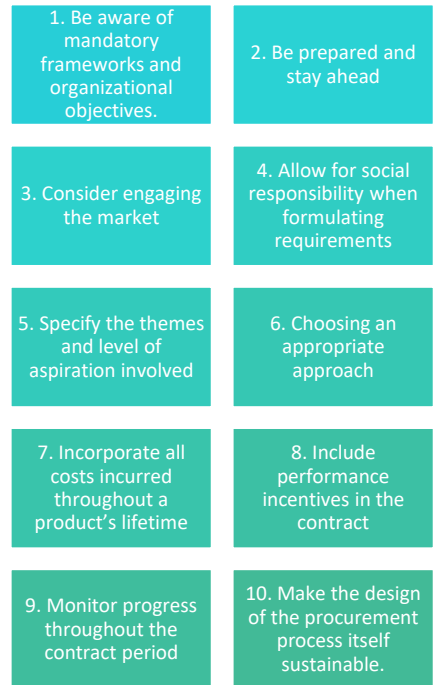 1. Be aware of
mandatory
frameworks and
organizational
objectives.
2. Be prepared and
stay ahead
3. Consider engaging
the market
4. Allow for social
responsibility when
formulating
requirements
5. Specify the themes
and level of
aspiration involved
6. Choosing an
appropriate
approach
7. Incorporate all
costs incurred
throughout a
product’s lifetime
8. Include
performance
incentives in the
contract
9. Monitor progress
throughout the
contract period
10. Make the design
of the procurement
process itself
sustainable.